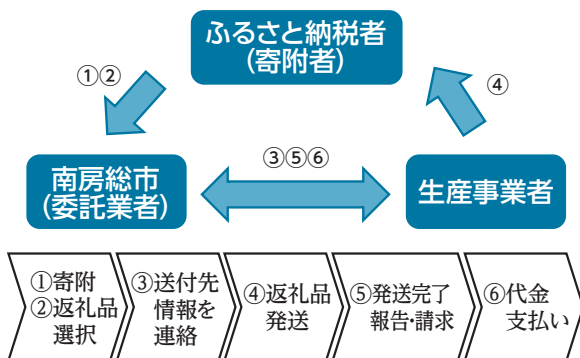 ふるさと納税者
(寄附者)
①②
④
③⑤⑥
南房総市
(委託業者)
生産事業者
①寄附
②返礼品
選択
③送付先
情報を
連絡
④返礼品
発送
⑤発送完了
報告・請求
⑥代金
支払い